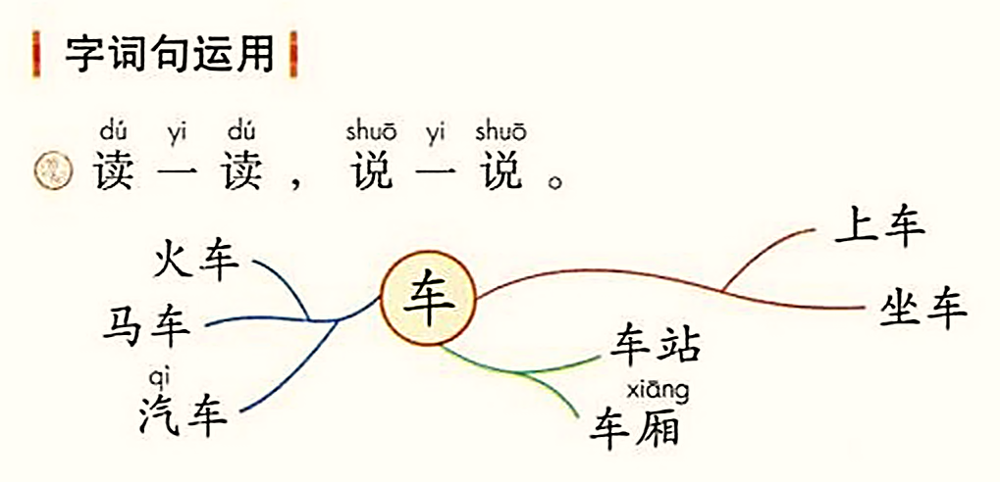 字词句运用
dú yi dú shuō yi shuō
读一读，说一说。
火车
马车
qì
汽车
车
上车
坐车
车站
xiāng
车厢